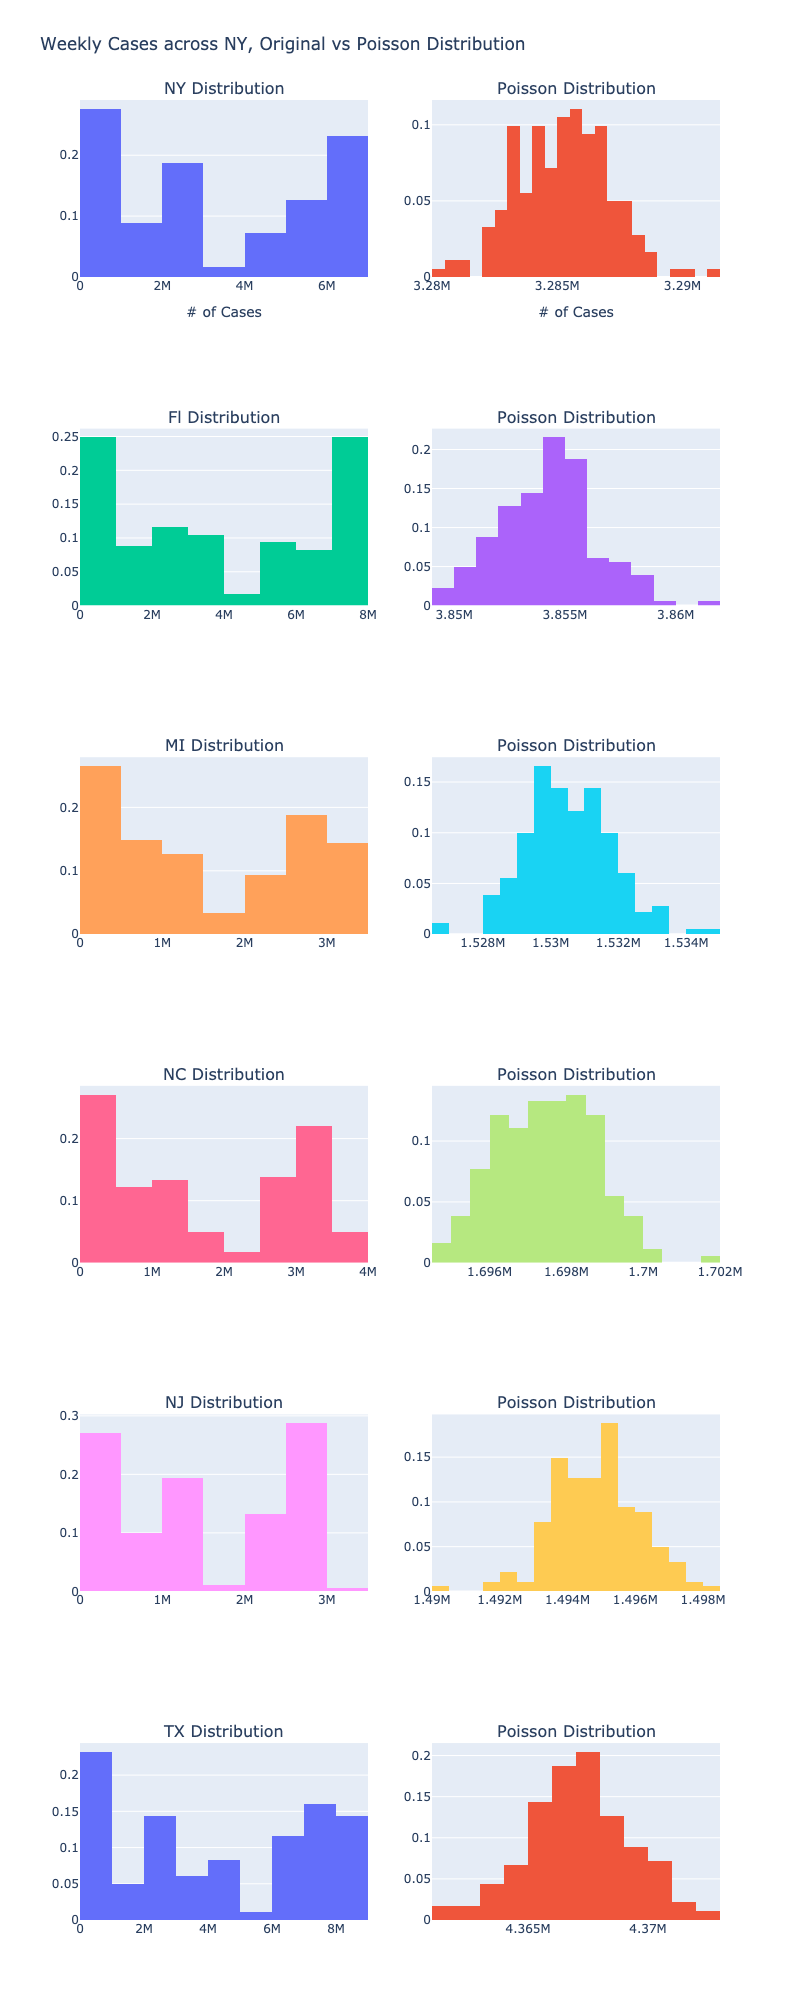 Weekly Cases across NY, Original vs Poisson Distribution
NY Distribution
0.2
0.1
0
0 2M 4M 6M
# of Cases
Poisson Distribution
0.1
0.05
0
3.28M 3.285M 3.29M
# of Cases
Fl Distribution
0.25
0.2
0.15
0.1
0.05
0
0 2M 4M 6M 8M
Poisson Distribution
0.2
0.15
0.1
0.05
0
3.85M 3.855M 3.86M
MI Distribution
0.2
0.1
0
0 1M 2M 3M
Poisson Distribution
0.15
0.1
0.05
0
1.528M 1.53M 1.532M 1.534M
NC Distribution
0.2
0.1
0
0 1M 2M 3M 4M
Poisson Distribution
0.1
0.05
0
1.696M 1.698M 1.7M 1.702M
NJ Distribution
0.3
0.2
0.1
0
0 1M 2M 3M
Poisson Distribution
0.15
0.1
0.05
0
1.49M 1.492M 1.494M 1.496M 1.498M
TX Distribution
0.2
0.15
0.1
0.05
0
0 2M 4M 6M 8M
Poisson Distribution
0.2
0.15
0.1
0.05
0
4.365M 4.37M